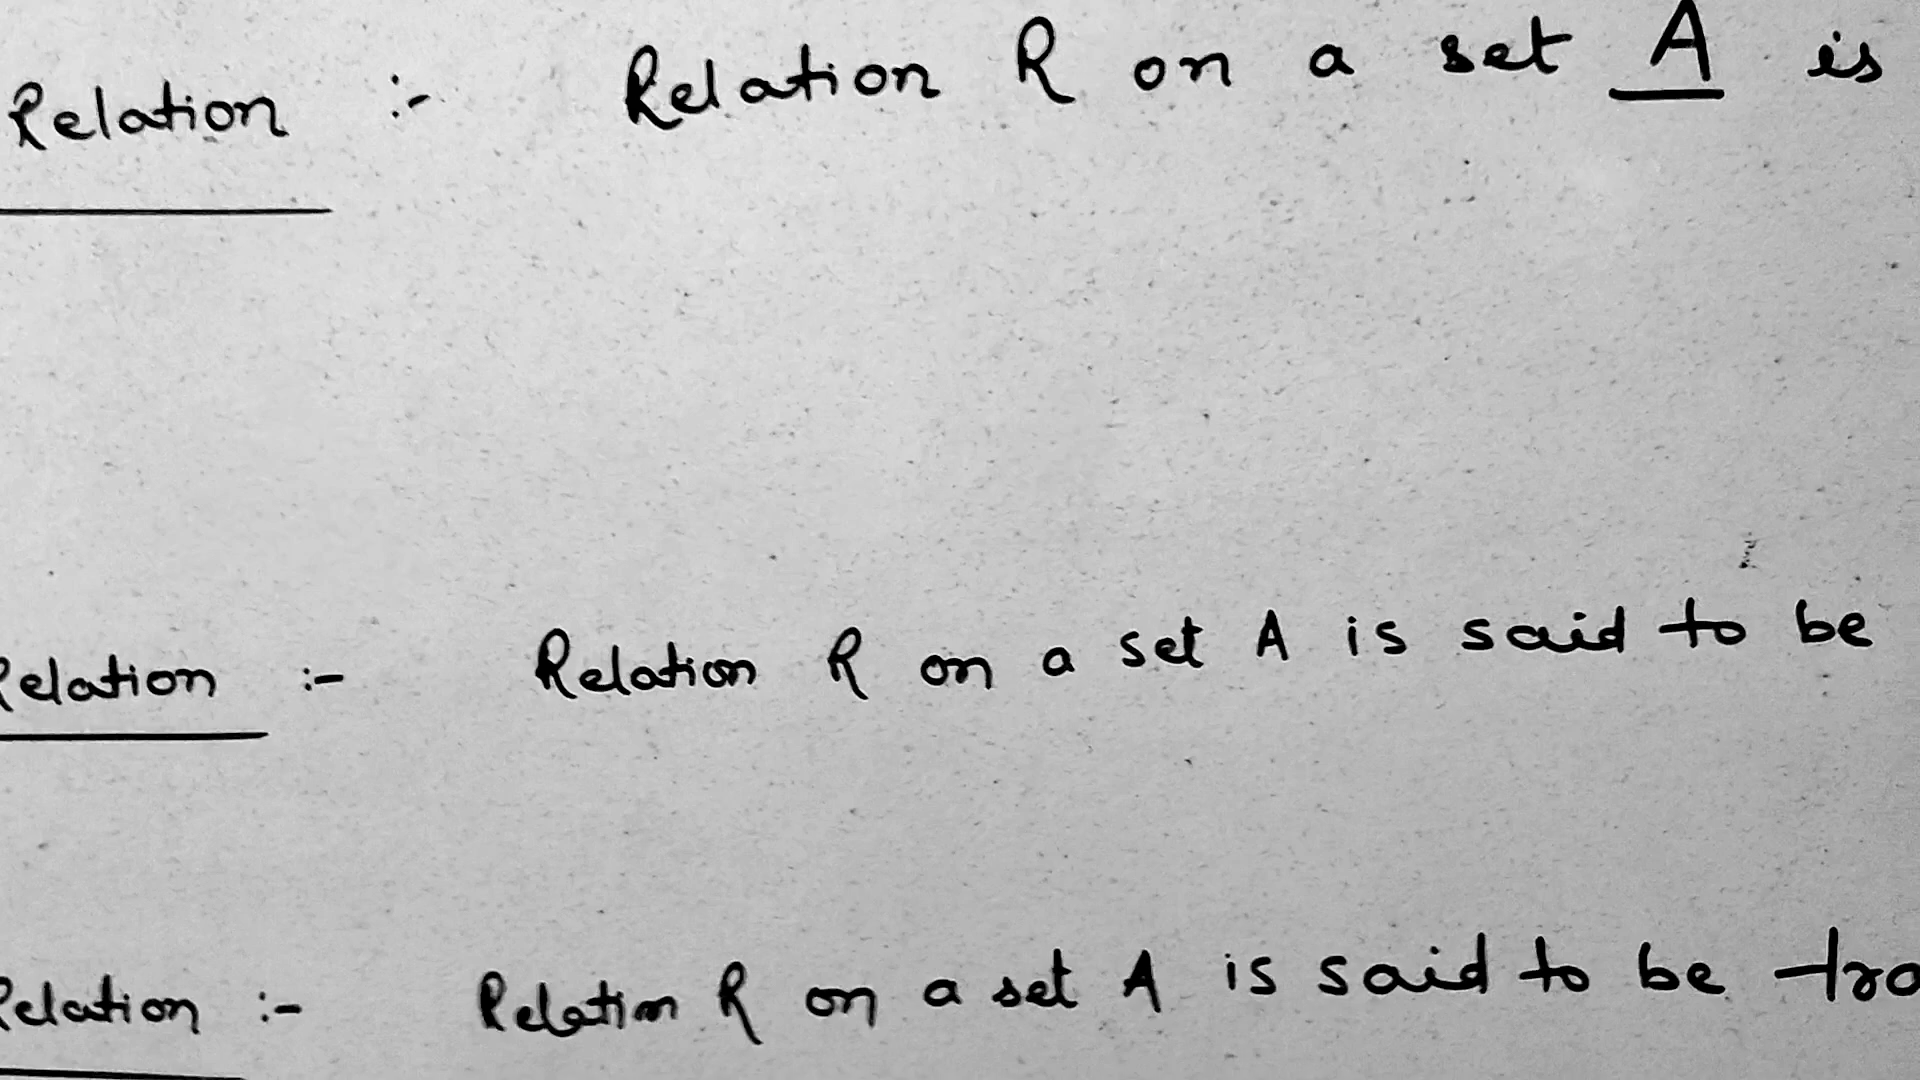 Relation :- Relation R on a set A is
Relation :- Relation R on a set A is said to be
Relation :- Relation R on a set A is said to be tra